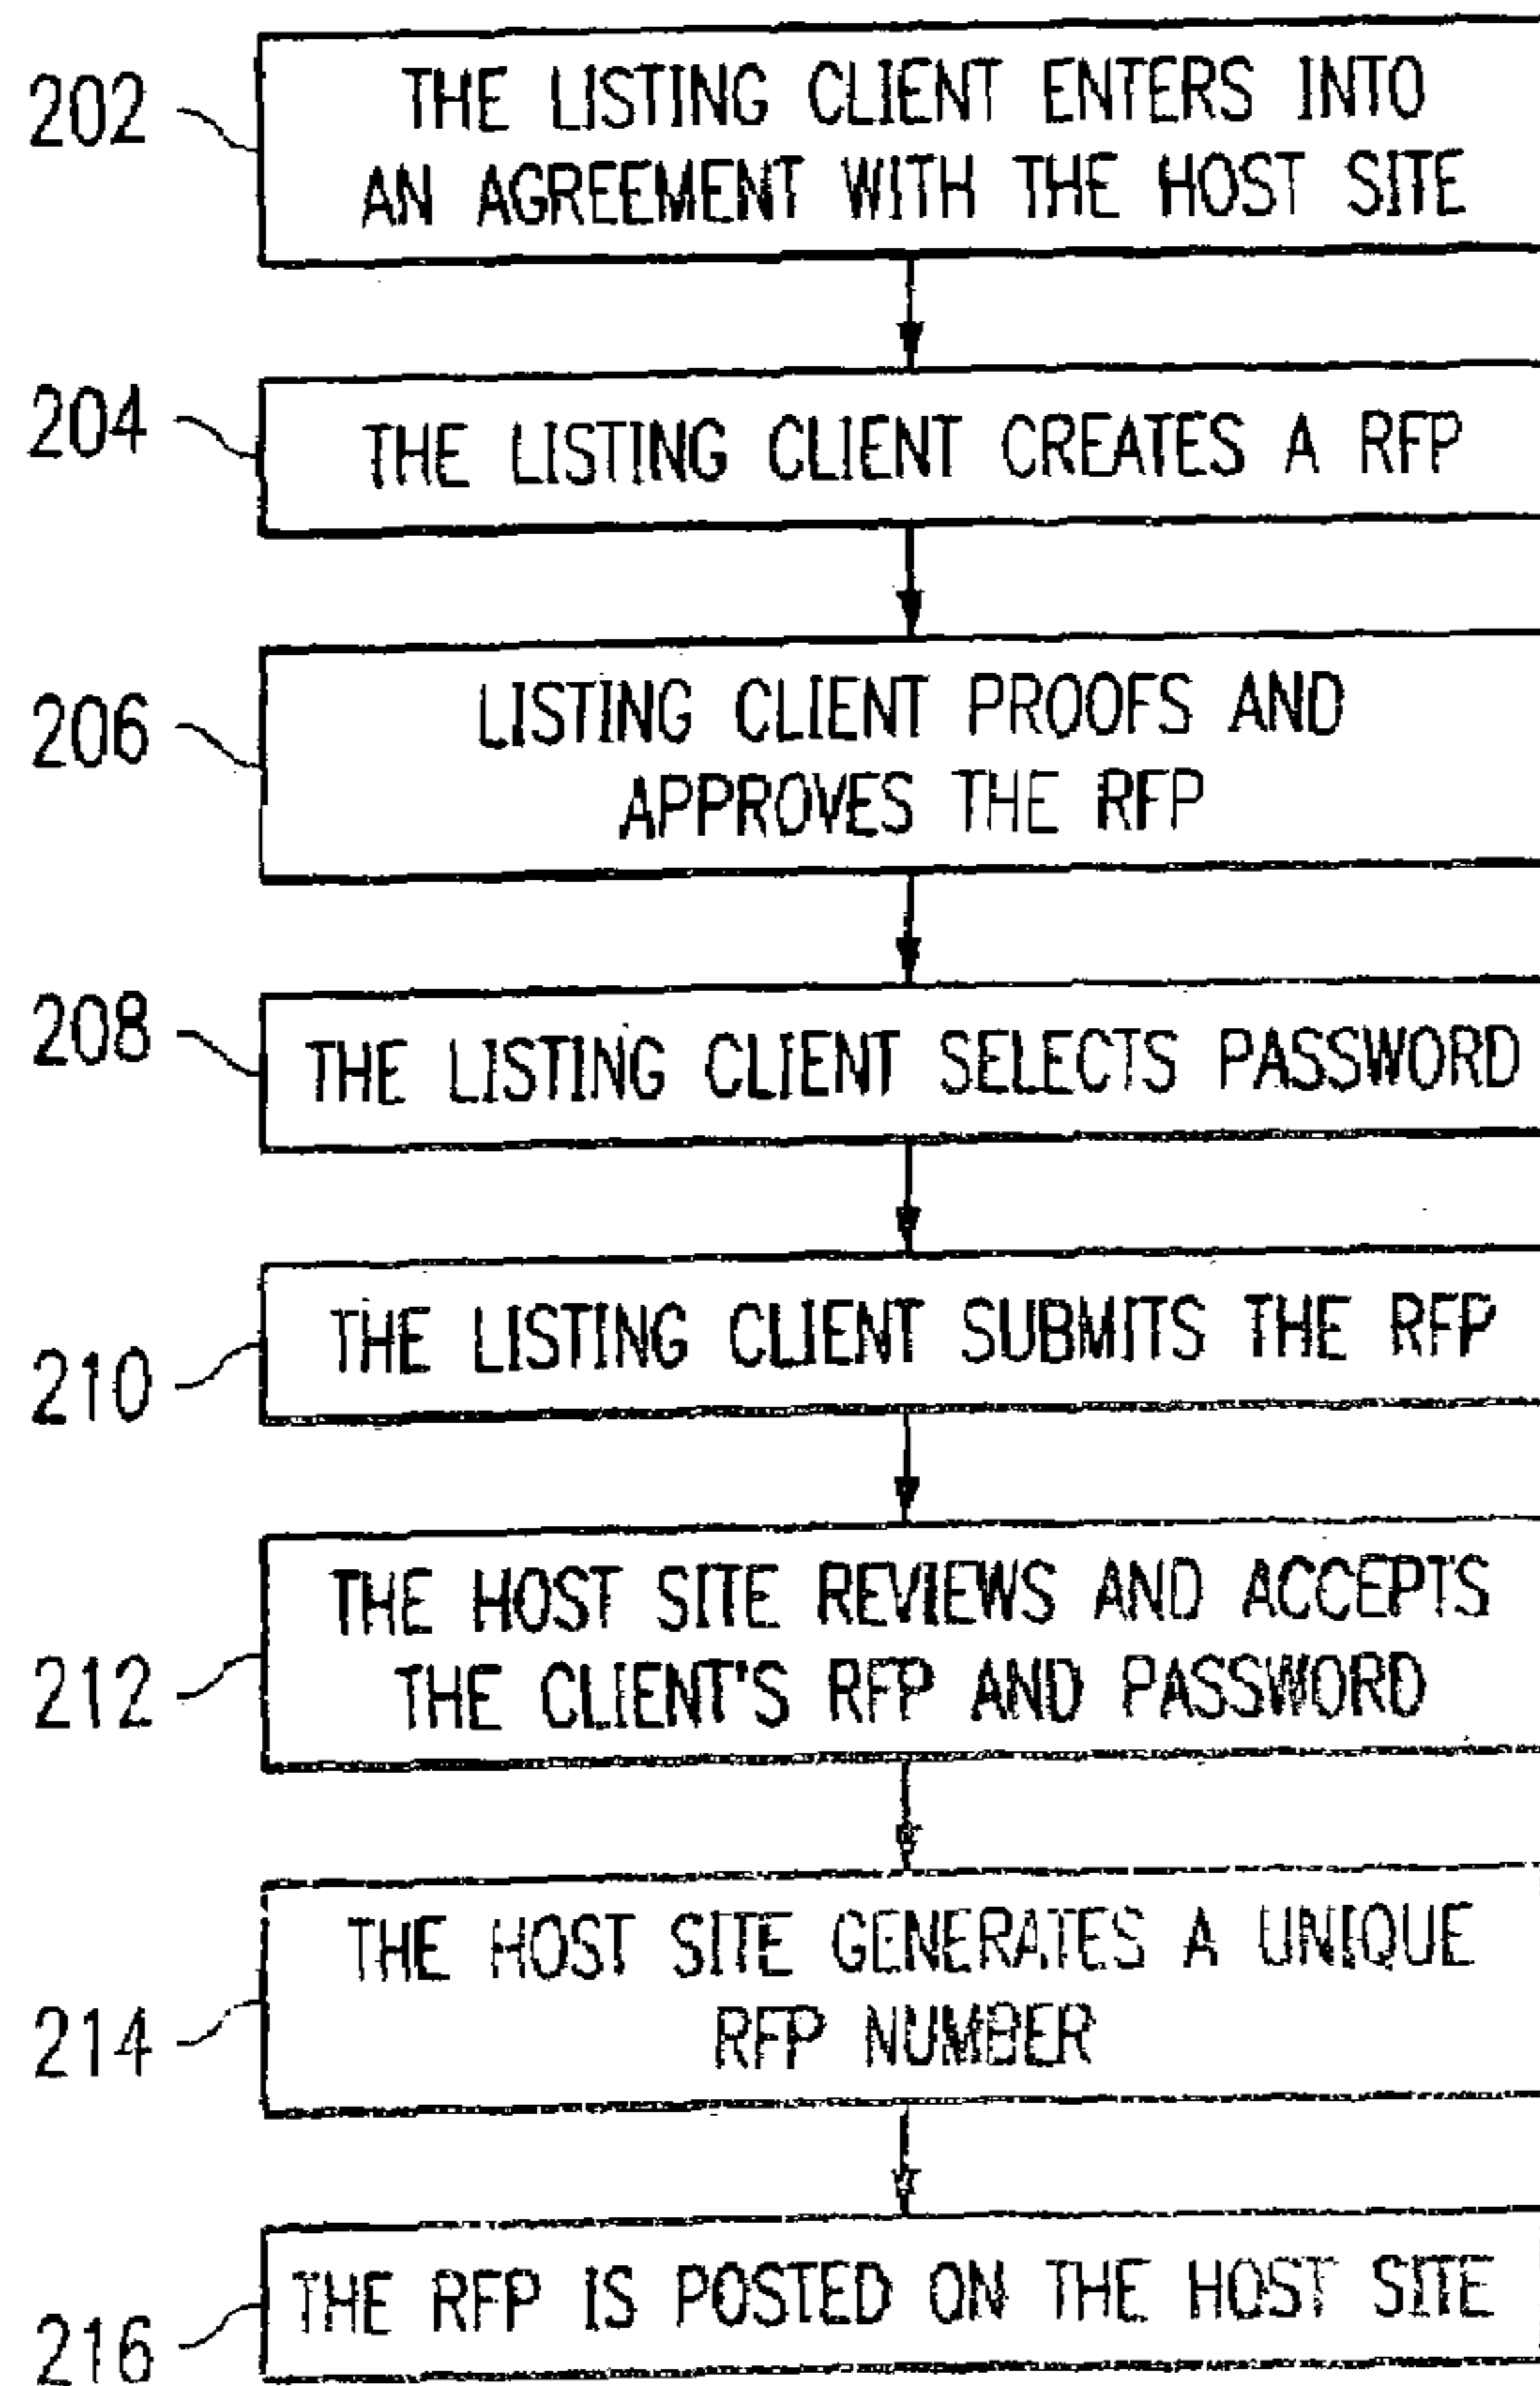 202
THE LISTING CLIENT ENTERS INTO
AN AGREEMENT WITH THE HOST SITE
204
THE LISTING CLIENT CREATES A RFP
206
LISTING CLIENT PROOFS AND
APPROVES THE RFP
208
THE LISTING CLIENT SELECTS PASSWORD
210
THE LISTING CLIENT SUBMITS THE RFP
212
THE HOST SITE REVIEWS AND ACCEPTS
THE CLIENT'S RFP AND PASSWORD
214
THE HOST SITE GENERATES A UNIQUE
RFP NUMBER
216
THE RFP IS POSTED ON THE HOST SITE